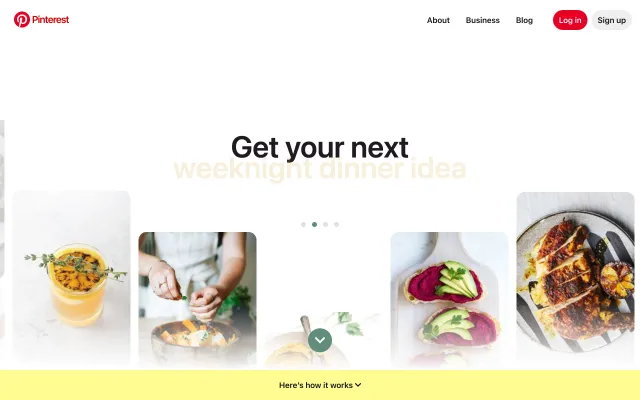 Pinterest
About
Business
Blog
Log in
Sign up
Get your next
weeknight dinner idea
Here's how it works